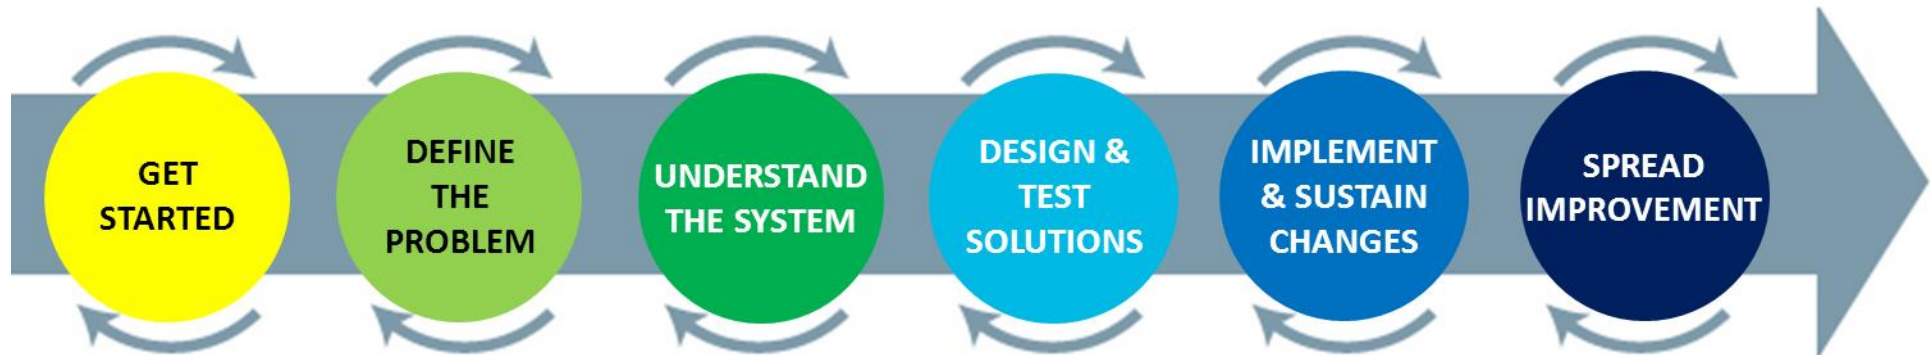 GET
STARTED
DEFINE
THE
PROBLEM
UNDERSTAND
THE SYSTEM
DESIGN &
TEST
SOLUTIONS
IMPLEMENT
& SUSTAIN
CHANGES
SPREAD
IMPROVEMENT